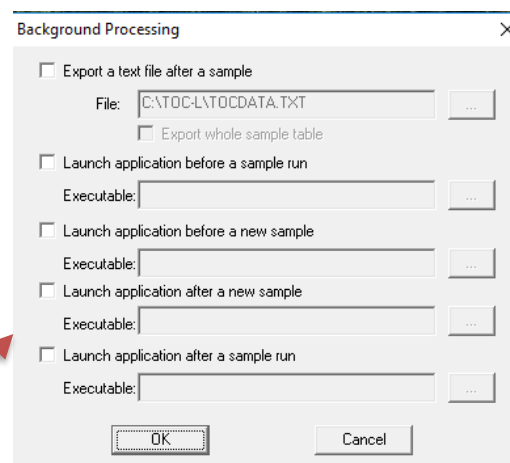 Background Processing
Export a text file after a sample
File: C:\TOC-L\TOCDATA.TXT ...
Export whole sample table
Launch application before a sample run
Executable: ...
Launch application before a new sample
Executable: ...
Launch application after a new sample
Executable: ...
Launch application after a sample run
Executable: ...
OK Cancel